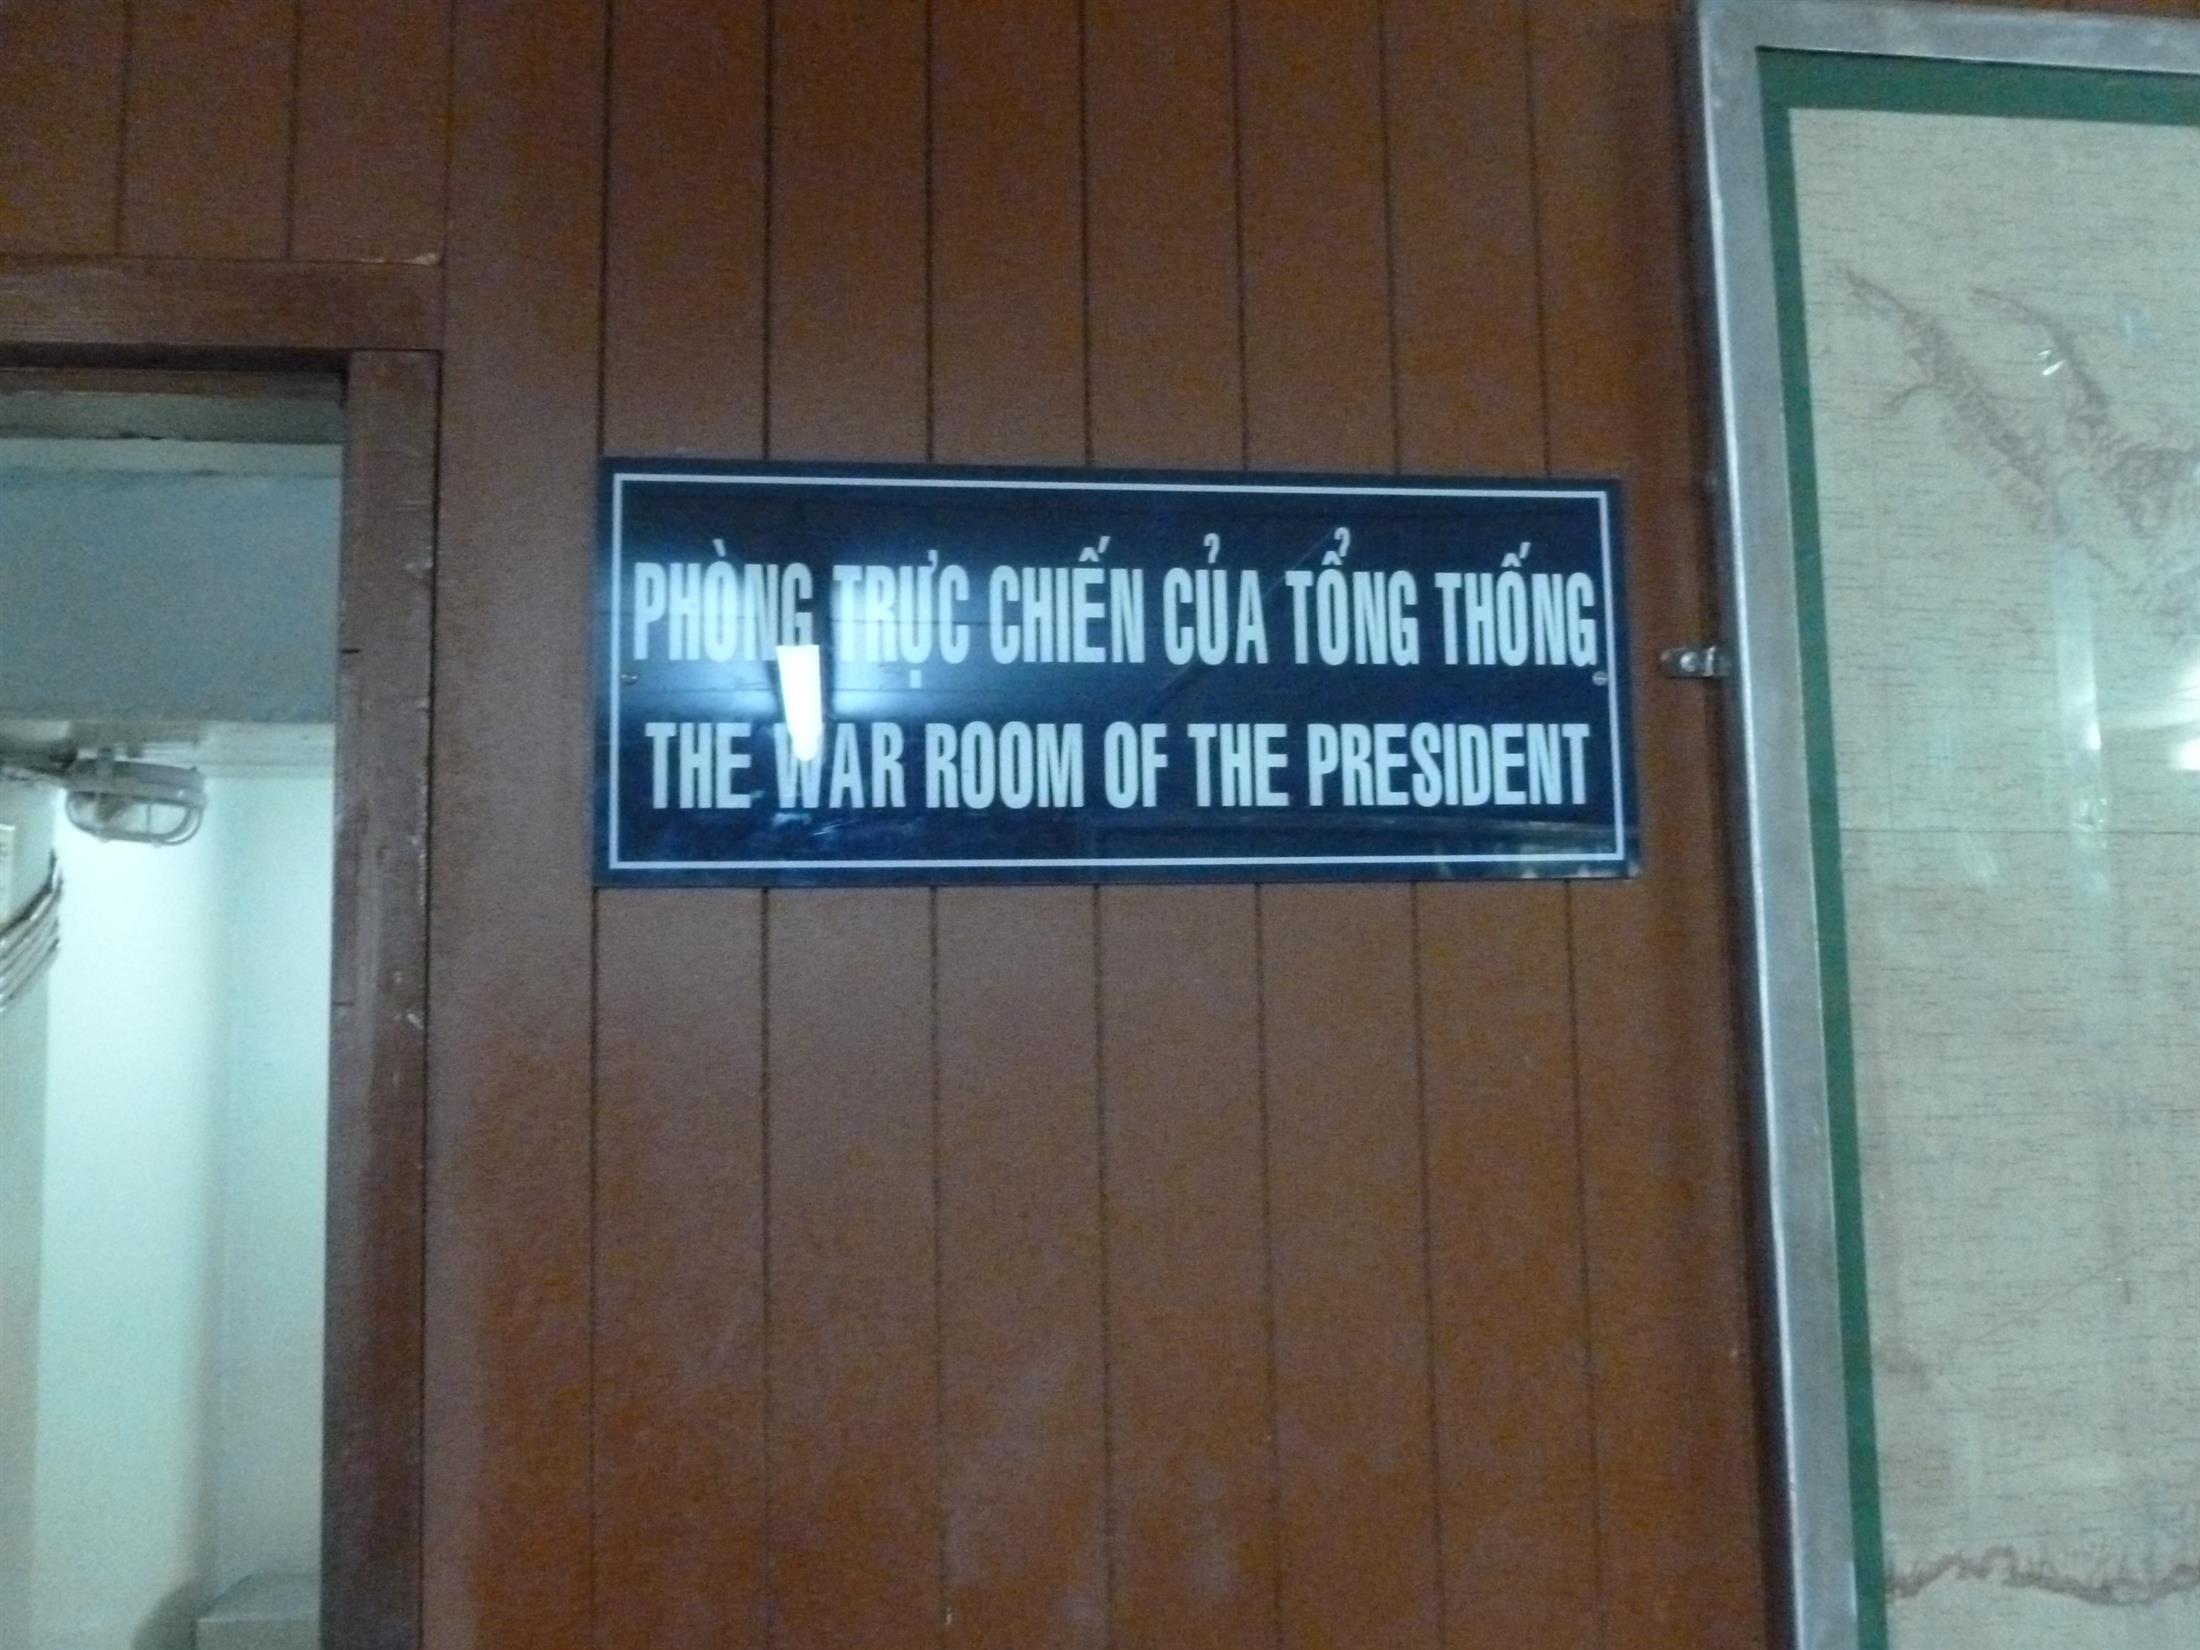 PHÒNG TRỰC CHIẾN CỦA TỔNG THỐNG
THE WAR ROOM OF THE PRESIDENT